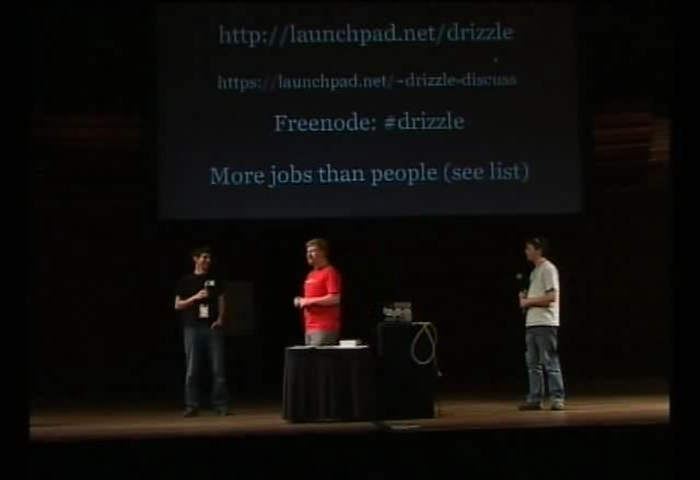 http://launchpad.net/drizzle
https://launchpad.net/~drizzle-discuss
Freenode: #drizzle
More jobs than people (see list)